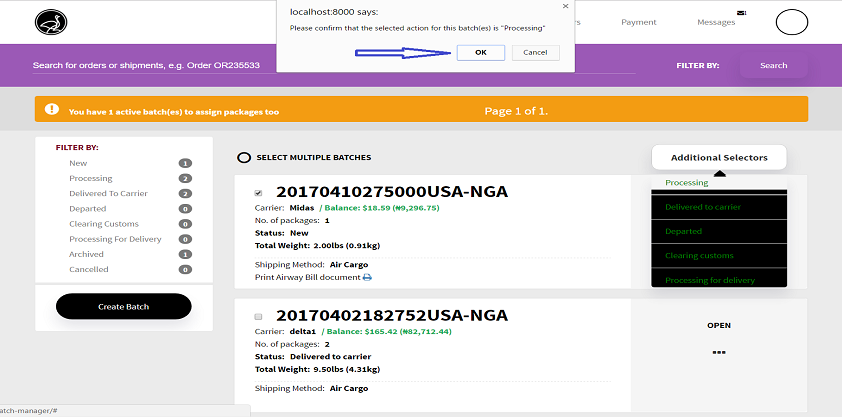 localhost:8000 says:
Please confirm that the selected action for this batch(es) is "Processing"
OK
Cancel
Payment
Messages
Search for orders or shipments, e.g. Order OR235533
FILTER BY:
Search
You have 1 active batch(es) to assign packages too
Page 1 of 1.
FILTER BY:
New 1
Processing 2
Delivered To Carrier 2
Departed 0
Clearing Customs 0
Processing For Delivery 0
Archived 1
Cancelled 0
Create Batch
SELECT MULTIPLE BATCHES
20170410275000USA-NGA
Carrier: Midas / Balance: $18.59 (₦9,296.75)
No. of packages: 1
Status: New
Total Weight: 2.00lbs (0.91kg)
Shipping Method: Air Cargo
Print Airway Bill document
Additional Selectors
Processing
Delivered to carrier
Departed
Clearing customs
Processing for delivery
20170402182752USA-NGA
Carrier: delta1 / Balance: $165.42 (₦82,712.44)
No. of packages: 2
Status: Delivered to carrier
Total Weight: 9.50lbs (4.31kg)
Shipping Method: Air Cargo
OPEN
atch-manager/#